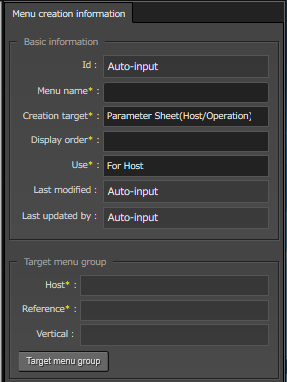 Menu creation information
Basic information
Id : Auto-input
Menu name* :
Creation target* : Parameter Sheet(Host/Operation)
Display order* :
Use* : For Host
Last modified : Auto-input
Last updated by : Auto-input
Target menu group
Host* :
Reference* :
Vertical :
Target menu group